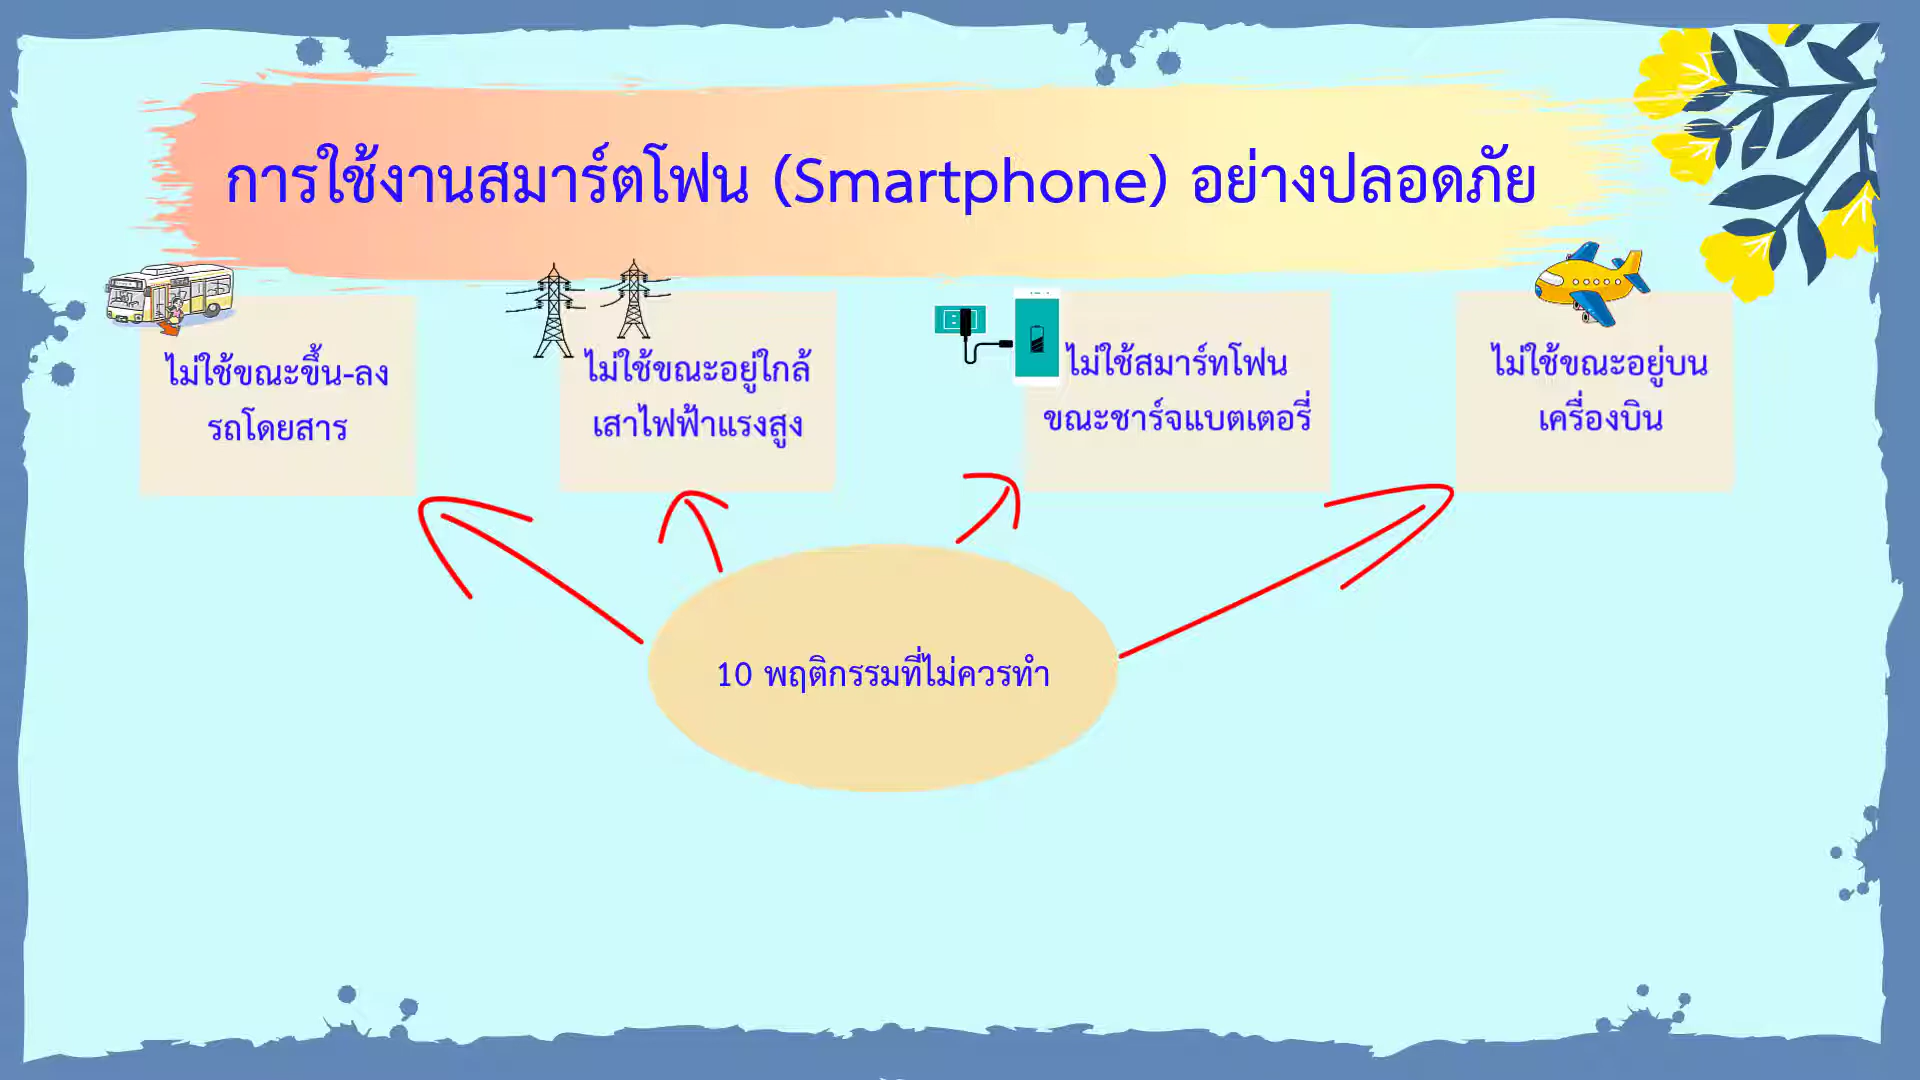 การใช้งานสมาร์ตโฟน (Smartphone) อย่างปลอดภัย
ไม่ใช้ขณะขึ้น-ลง
รถโดยสาร
ไม่ใช้ขณะอยู่ใกล้
เสาไฟฟ้าแรงสูง
ไม่ใช้สมาร์ทโฟน
ขณะชาร์จแบตเตอรี่
ไม่ใช้ขณะอยู่บน
เครื่องบิน
10 พฤติกรรมที่ไม่ควรทำ